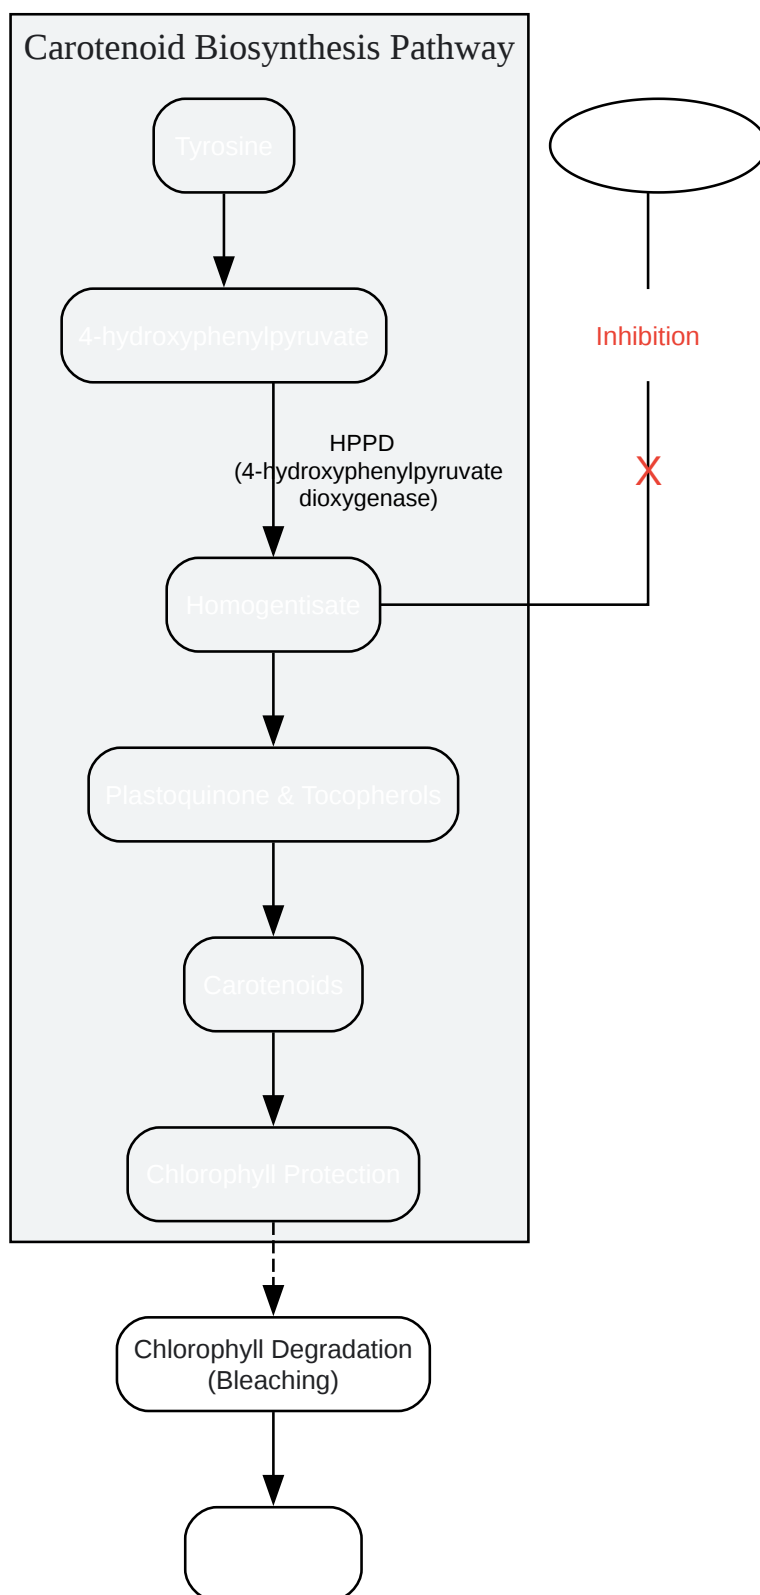 Carotenoid Biosynthesis Pathway
Tyrosine
4-hydroxyphenylpyruvate
Inhibition
HPPD
(4-hydroxyphenylpyruvate
dioxygenase)
X
Homogentisate
Plastoquinone & Tocopherols
Carotenoids
Chlorophyll Protection
Chlorophyll Degradation
(Bleaching)